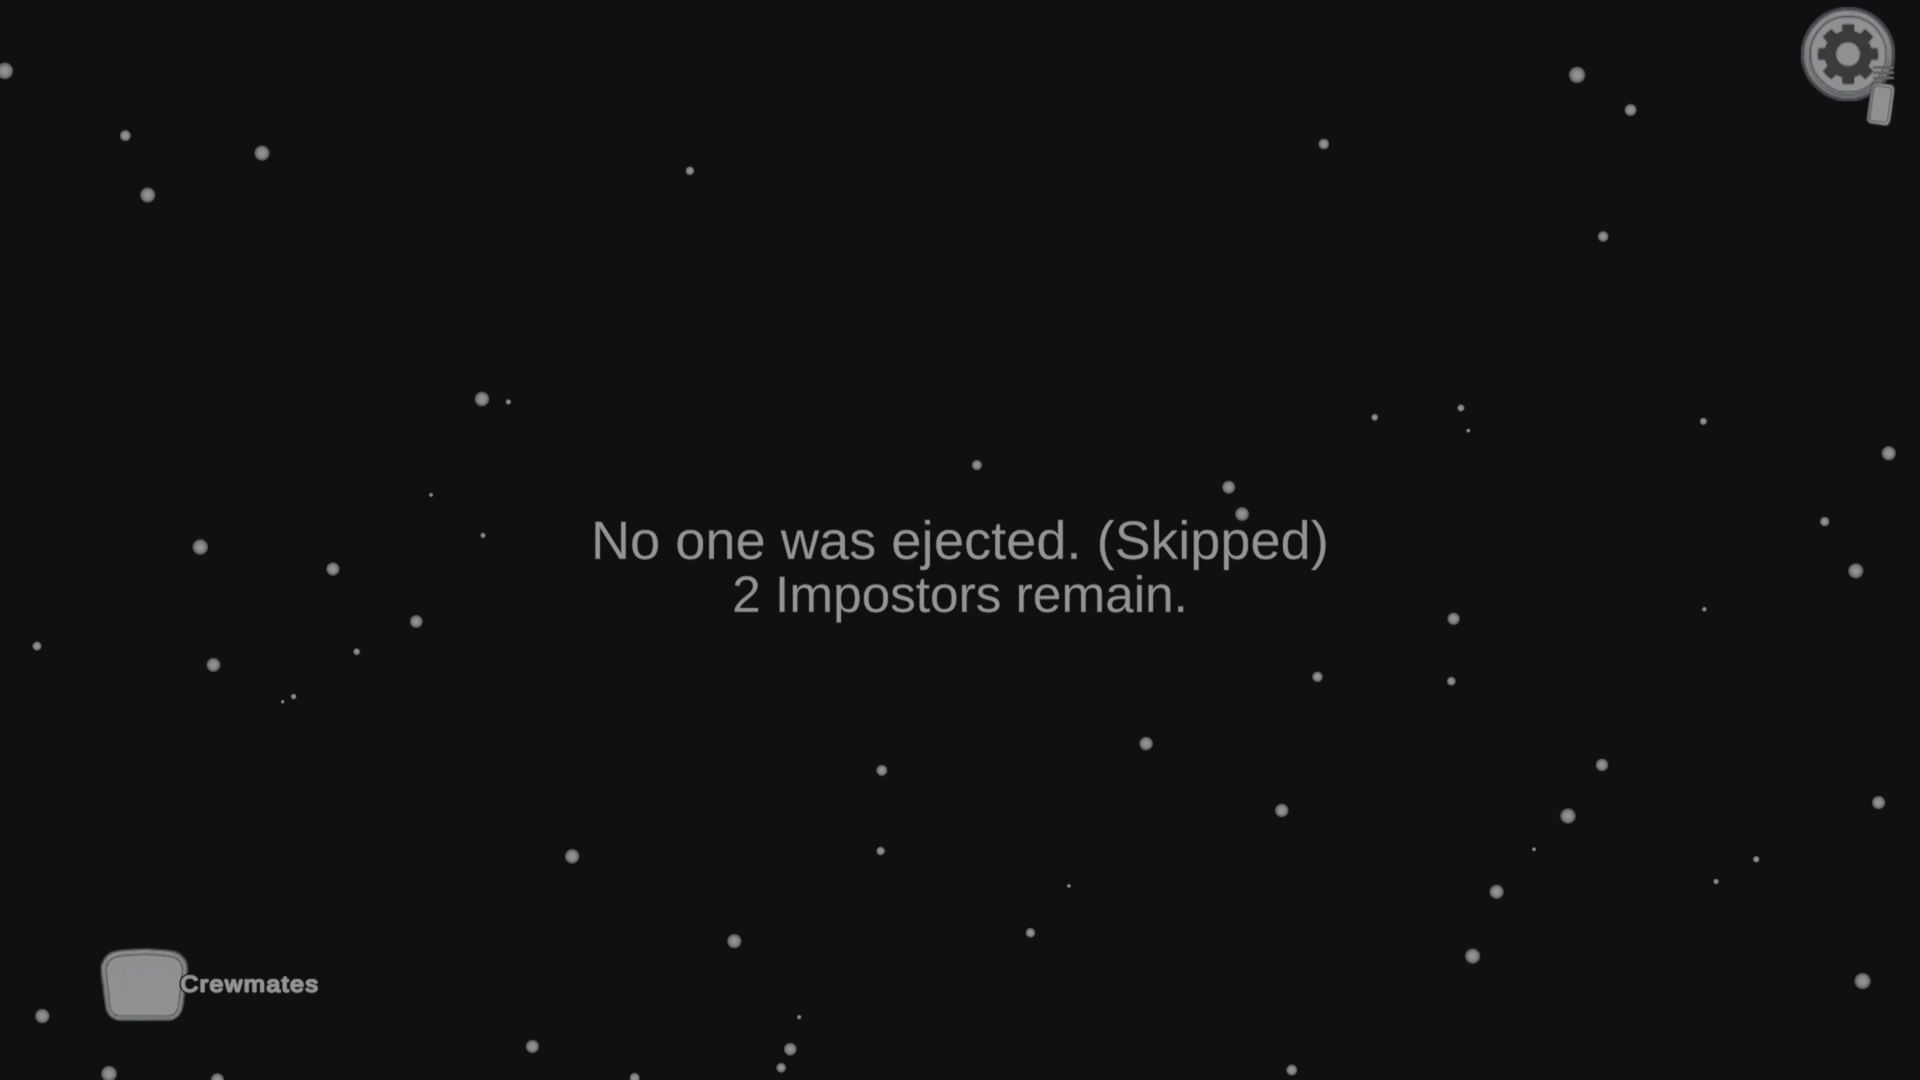 No one was ejected. (Skipped)
2 Impostors remain.
Crewmates